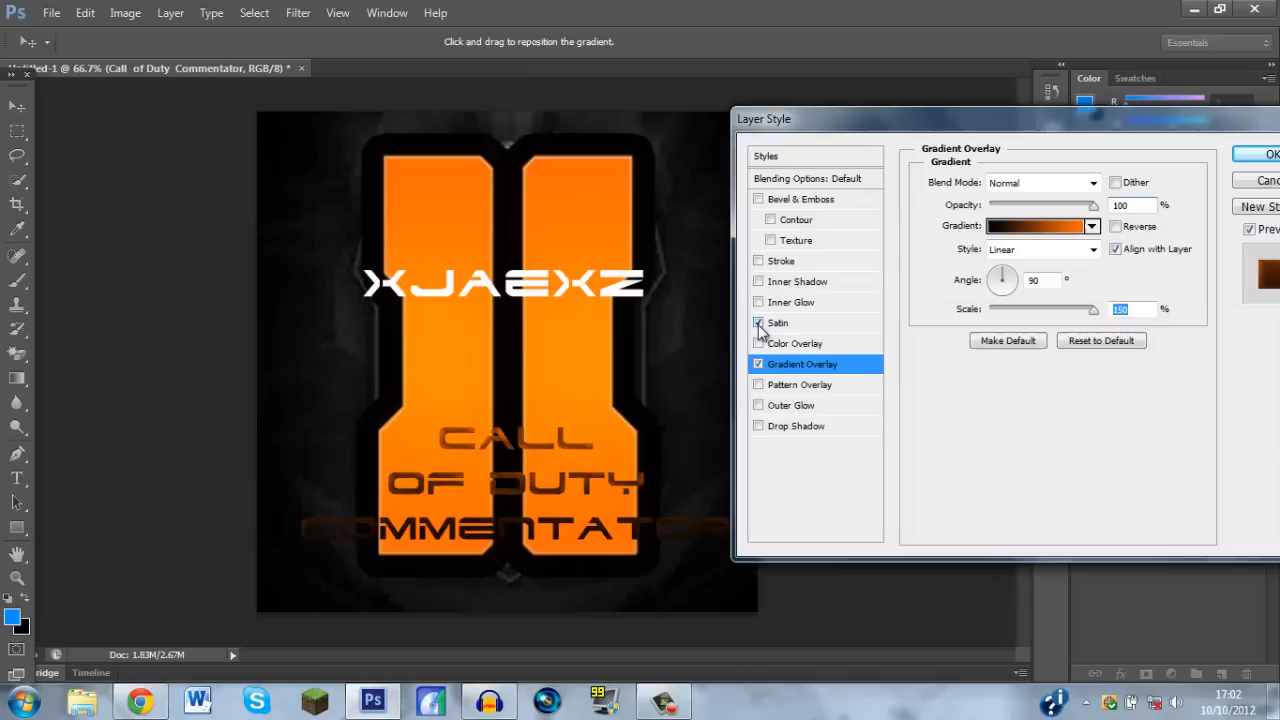 Ps File Edit Image Layer Type Select Filter View Window Help
Click and drag to reposition the gradient.
Essentials
@ 66.7% (Call of Duty Commentator, RGB/8) *
Color Swatches
R
Layer Style
Styles
Blending Options: Default
Bevel & Emboss
Contour
Texture
Stroke
Inner Shadow
Inner Glow
Satin
Color Overlay
Gradient Overlay
Pattern Overlay
Outer Glow
Drop Shadow
Gradient Overlay
Gradient
Blend Mode: Normal Dither
Opacity: 100 %
Gradient: Reverse
Style: Linear Align with Layer
Angle: 90 °
Scale: 150 %
Make Default Reset to Default
OK
Canc
New St
Prev
XJAEXZ
CALL
OF DUTY
COMMENTATOR
Doc: 1.83M/2.67M
ridge Timeline
99
17:02
10/10/2012